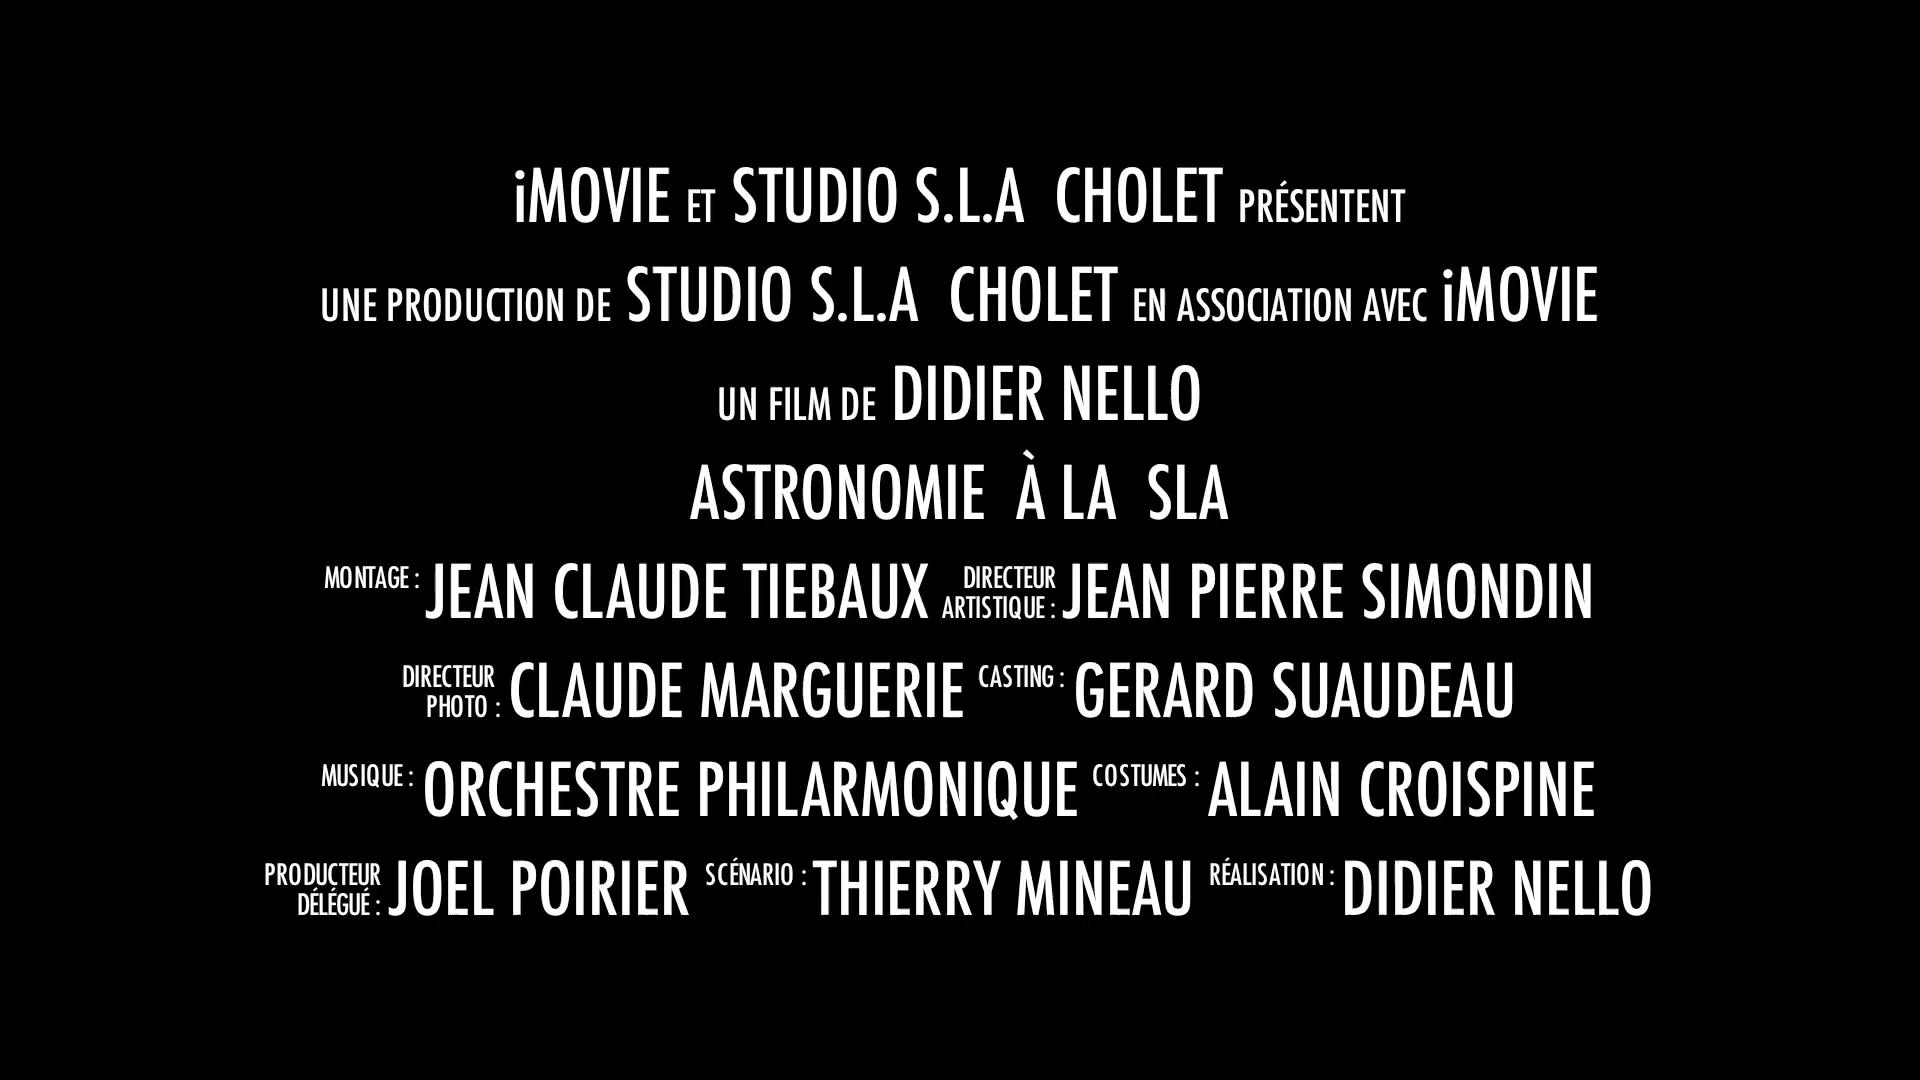 iMOVIE ET STUDIO S.L.A CHOLET PRÉSENTENT
UNE PRODUCTION DE STUDIO S.L.A CHOLET EN ASSOCIATION AVEC iMOVIE
UN FILM DE DIDIER NELLO
ASTRONOMIE À LA SLA
MONTAGE : JEAN CLAUDE TIEBAUX DIRECTEUR ARTISTIQUE : JEAN PIERRE SIMONDIN
DIRECTEUR PHOTO : CLAUDE MARGUERIE CASTING : GERARD SUAUDEAU
MUSIQUE : ORCHESTRE PHILARMONIQUE COSTUMES : ALAIN CROISPINE
PRODUCTEUR DÉLÉGUÉ : JOEL POIRIER SCÉNARIO : THIERRY MINEAU RÉALISATION : DIDIER NELLO